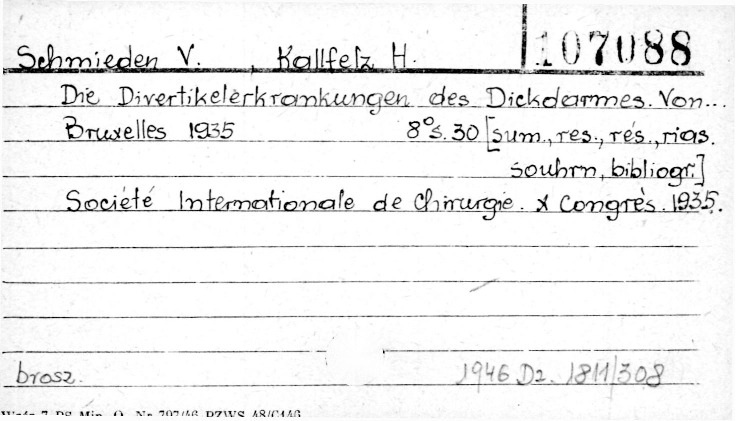 107088
Schmieden V. , Kallfelz H.
Die Divertikelerkrankungen des Dickdarmes. Von...
Bruxelles 1935 8° s. 30 [sum., res., rés., rias.
souhrn, bibliogr.]
Société Internationale de Chirurgie. X Congrès. 1935.
brosz. 1946 Dz. 1811/308